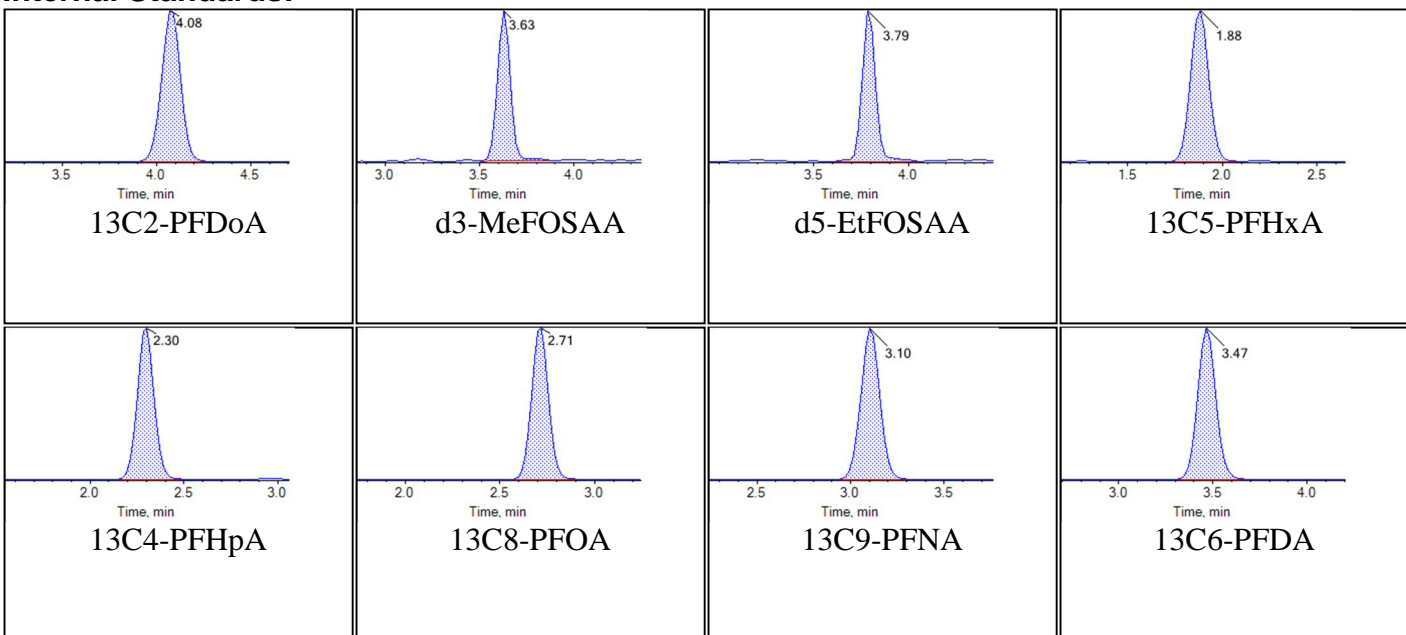 4.08
3.5 4.0 4.5
Time, min
13C2-PFDoA
3.63
3.0 3.5 4.0
Time, min
d3-MeFOSAA
3.79
3.5 4.0
Time, min
d5-EtFOSAA
1.88
1.5 2.0 2.5
Time, min
13C5-PFHxA
2.30
2.0 2.5 3.0
Time, min
13C4-PFHpA
2.71
2.0 2.5 3.0
Time, min
13C8-PFOA
3.10
2.5 3.0 3.5
Time, min
13C9-PFNA
3.47
3.0 3.5 4.0
Time, min
13C6-PFDA